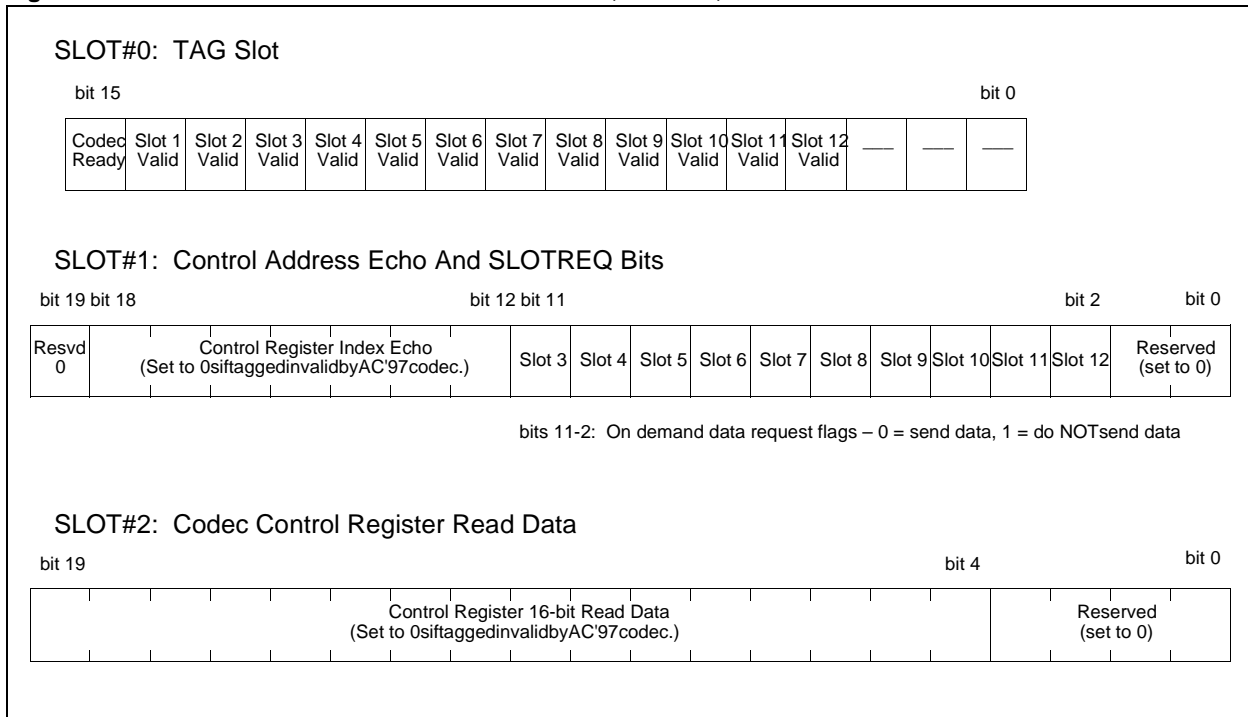 SLOT#0: TAG Slot
bit 15 bit 0
Codec Ready Slot 1 Valid Slot 2 Valid Slot 3 Valid Slot 4 Valid Slot 5 Valid Slot 6 Valid Slot 7 Valid Slot 8 Valid Slot 9 Valid Slot 10 Valid Slot 11 Valid Slot 12 Valid — — —
SLOT#1: Control Address Echo And SLOTREQ Bits
bit 19 bit 18 bit 12 bit 11 bit 2 bit 0
Resvd 0
Control Register Index Echo
(Set to 0siftaggedinvalidbyAC'97codec.)
Slot 3 Slot 4 Slot 5 Slot 6 Slot 7 Slot 8 Slot 9 Slot 10 Slot 11 Slot 12
Reserved
(set to 0)
bits 11-2: On demand data request flags – 0 = send data, 1 = do NOTsend data
SLOT#2: Codec Control Register Read Data
bit 19 bit 4 bit 0
Control Register 16-bit Read Data
(Set to 0siftaggedinvalidbyAC'97codec.)
Reserved
(set to 0)